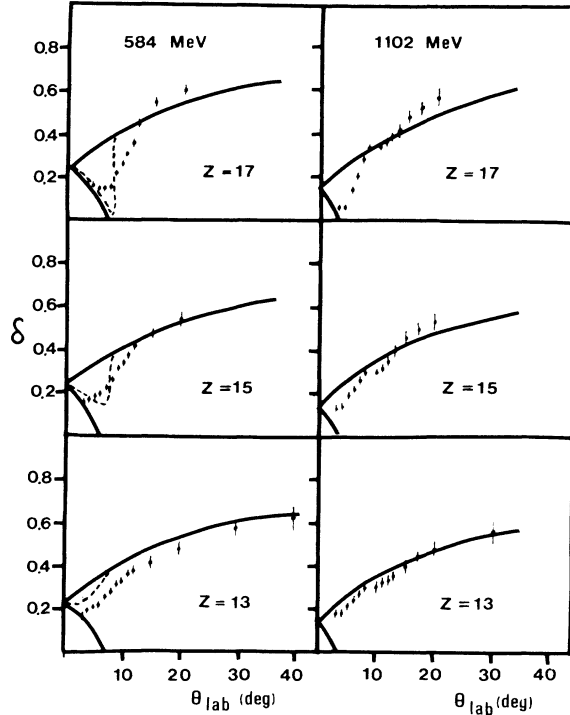 584 MeV
1102 MeV
0,8
0,6
0,4
0,2
Z = 17
Z = 17
δ
0,8
0,6
0,4
0,2
Z = 15
Z = 15
0,8
0,6
0.4
0.2
Z = 13
Z = 13
10 20 30 40
10 20 30
θlab (deg)
θlab (deg)